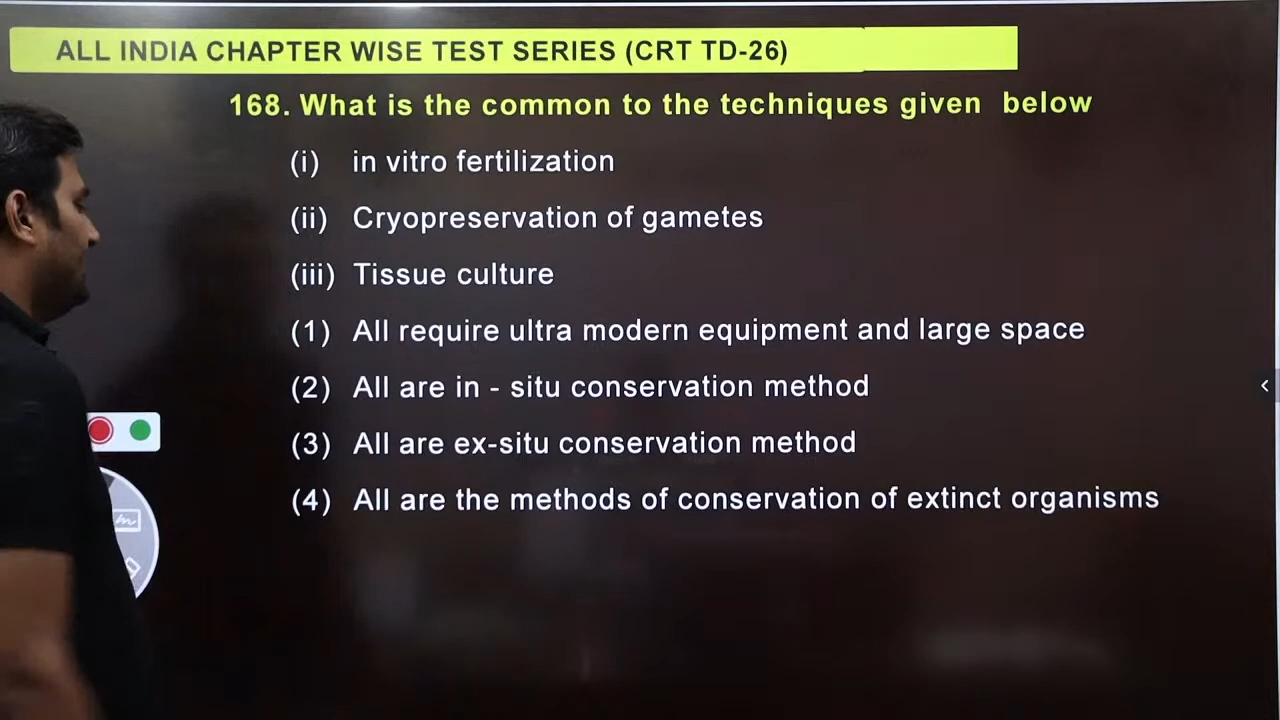 ALL INDIA CHAPTER WISE TEST SERIES (CRT TD-26)
168. What is the common to the techniques given below
(i) in vitro fertilization
(ii) Cryopreservation of gametes
(iii) Tissue culture
(1) All require ultra modern equipment and large space
(2) All are in - situ conservation method
(3) All are ex-situ conservation method
(4) All are the methods of conservation of extinct organisms